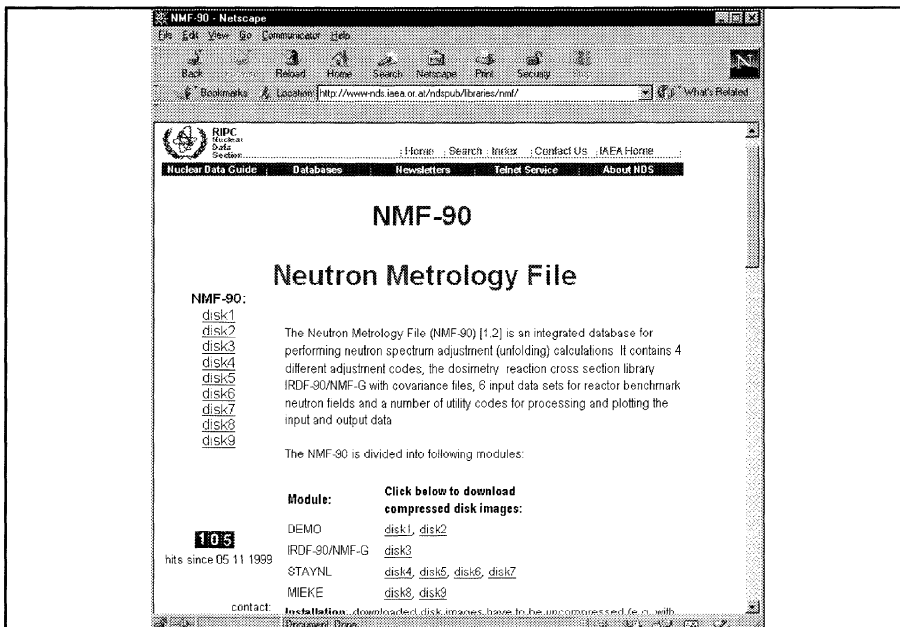 NMF-90 - Netscape
File Edit View Go Communicator Help
Back Reload Home Search Netscape Print Security
Bookmarks Location: http://www-nds.iaea.or.at/ndspub/libraries/nmf/ What's Related
RIPC
Nuclear
Data
Section
: Home : Search : Index : Contact Us : IAEA Home :
Nuclear Data Guide Databases Newsletters Telnet Service About NDS
NMF-90
Neutron Metrology File
NMF-90:
disk1
disk2
disk3
disk4
disk5
disk6
disk7
disk8
disk9
The Neutron Metrology File (NMF-90) [1.2] is an integrated database for
performing neutron spectrum adjustment (unfolding) calculations It contains 4
different adjustment codes, the dosimetry reaction cross section library
IRDF-90/NMF-G with covariance files, 6 input data sets for reactor benchmark
neutron fields and a number of utility codes for processing and plotting the
input and output data
The NMF-90 is divided into following modules:
Module: Click below to download
compressed disk images:
DEMO disk1, disk2
IRDF-90/NMF-G disk3
STAYNL disk4, disk5, disk6, disk7
MIEKE disk8, disk9
105
hits since 05 11 1999
contact:
Installation: downloaded disk images have to be uncompressed (e.g. with
Document Done